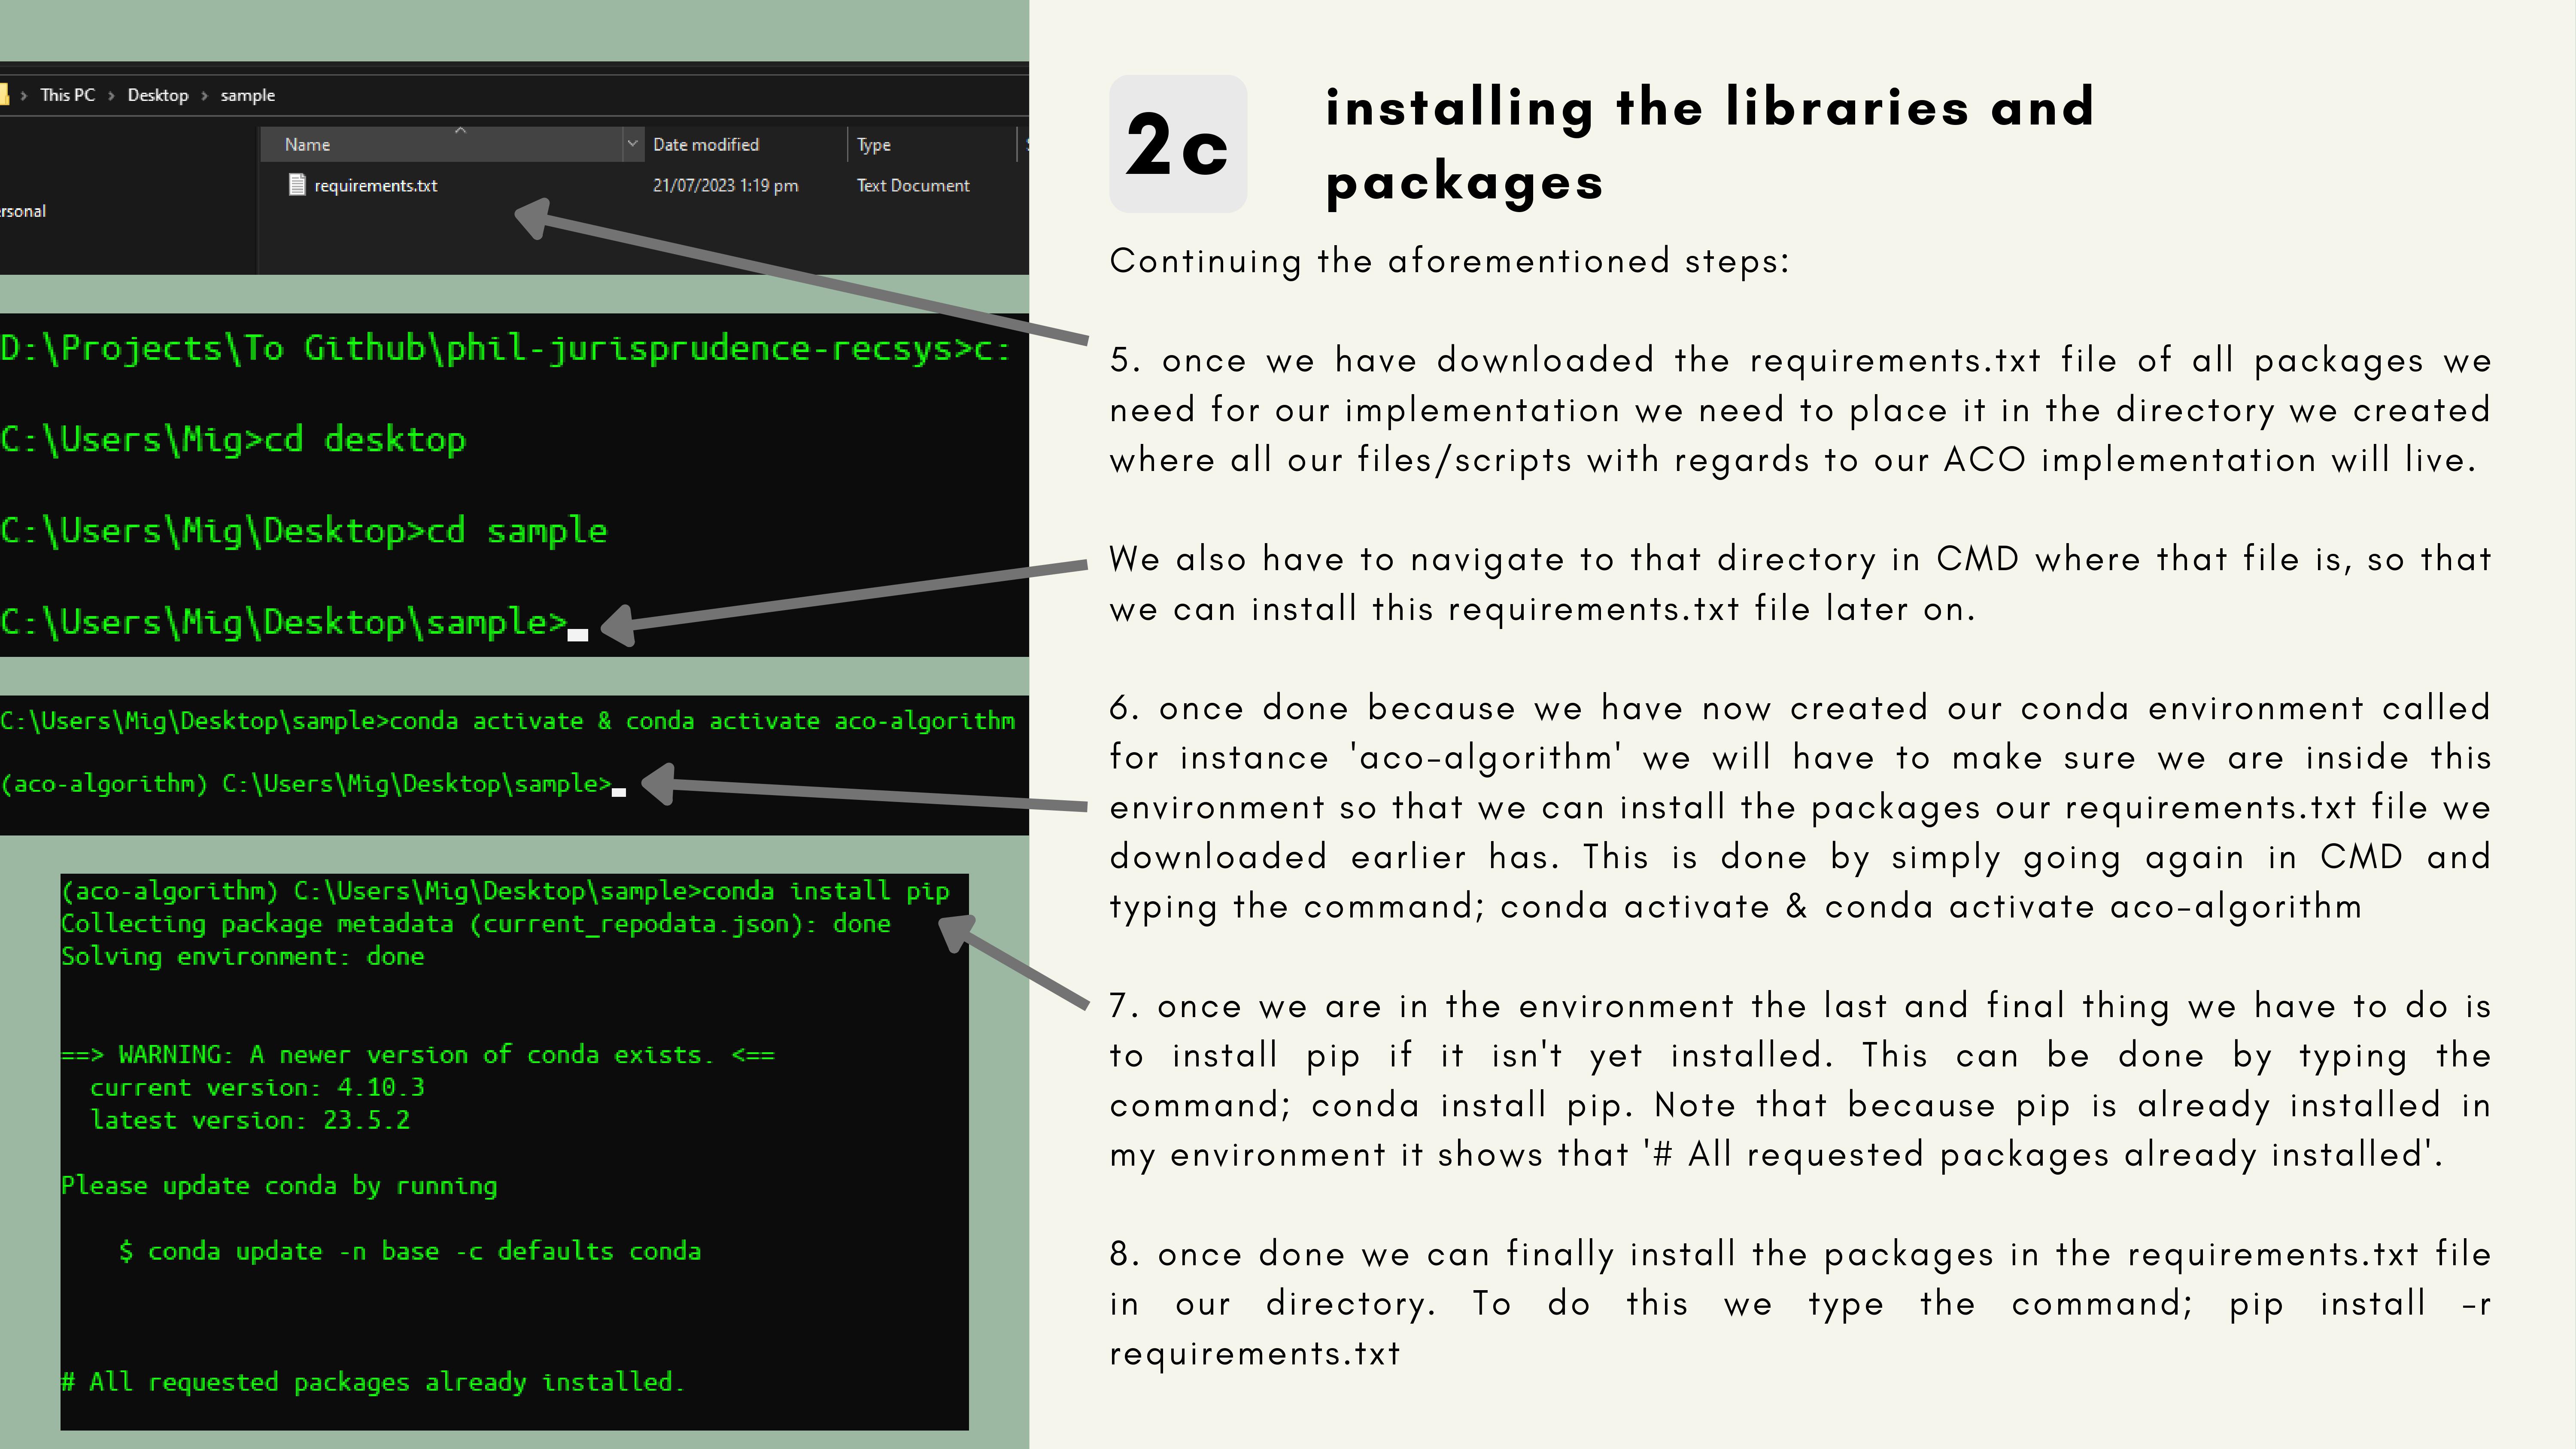 This PC > Desktop > sample
Name Date modified Type
requirements.txt 21/07/2023 1:19 pm Text Document
ersonal
D:\Projects\To Github\phil-jurisprudence-recsys>c:
C:\Users\Mig>cd desktop
C:\Users\Mig\Desktop>cd sample
C:\Users\Mig\Desktop\sample>
C:\Users\Mig\Desktop\sample>conda activate & conda activate aco-algorithm
(aco-algorithm) C:\Users\Mig\Desktop\sample>
(aco-algorithm) C:\Users\Mig\Desktop\sample>conda install pip
Collecting package metadata (current_repodata.json): done
Solving environment: done
==> WARNING: A newer version of conda exists. <==
current version: 4.10.3
latest version: 23.5.2
Please update conda by running
$ conda update -n base -c defaults conda
# All requested packages already installed.
2c
installing the libraries and
packages
Continuing the aforementioned steps:
5. once we have downloaded the requirements.txt file of all packages we
need for our implementation we need to place it in the directory we created
where all our files/scripts with regards to our ACO implementation will live.
We also have to navigate to that directory in CMD where that file is, so that
we can install this requirements.txt file later on.
6. once done because we have now created our conda environment called
for instance 'aco-algorithm' we will have to make sure we are inside this
environment so that we can install the packages our requirements.txt file we
downloaded earlier has. This is done by simply going again in CMD and
typing the command; conda activate & conda activate aco-algorithm
7. once we are in the environment the last and final thing we have to do is
to install pip if it isn't yet installed. This can be done by typing the
command; conda install pip. Note that because pip is already installed in
my environment it shows that '# All requested packages already installed'.
8. once done we can finally install the packages in the requirements.txt file
in our directory. To do this we type the command; pip install -r
requirements.txt